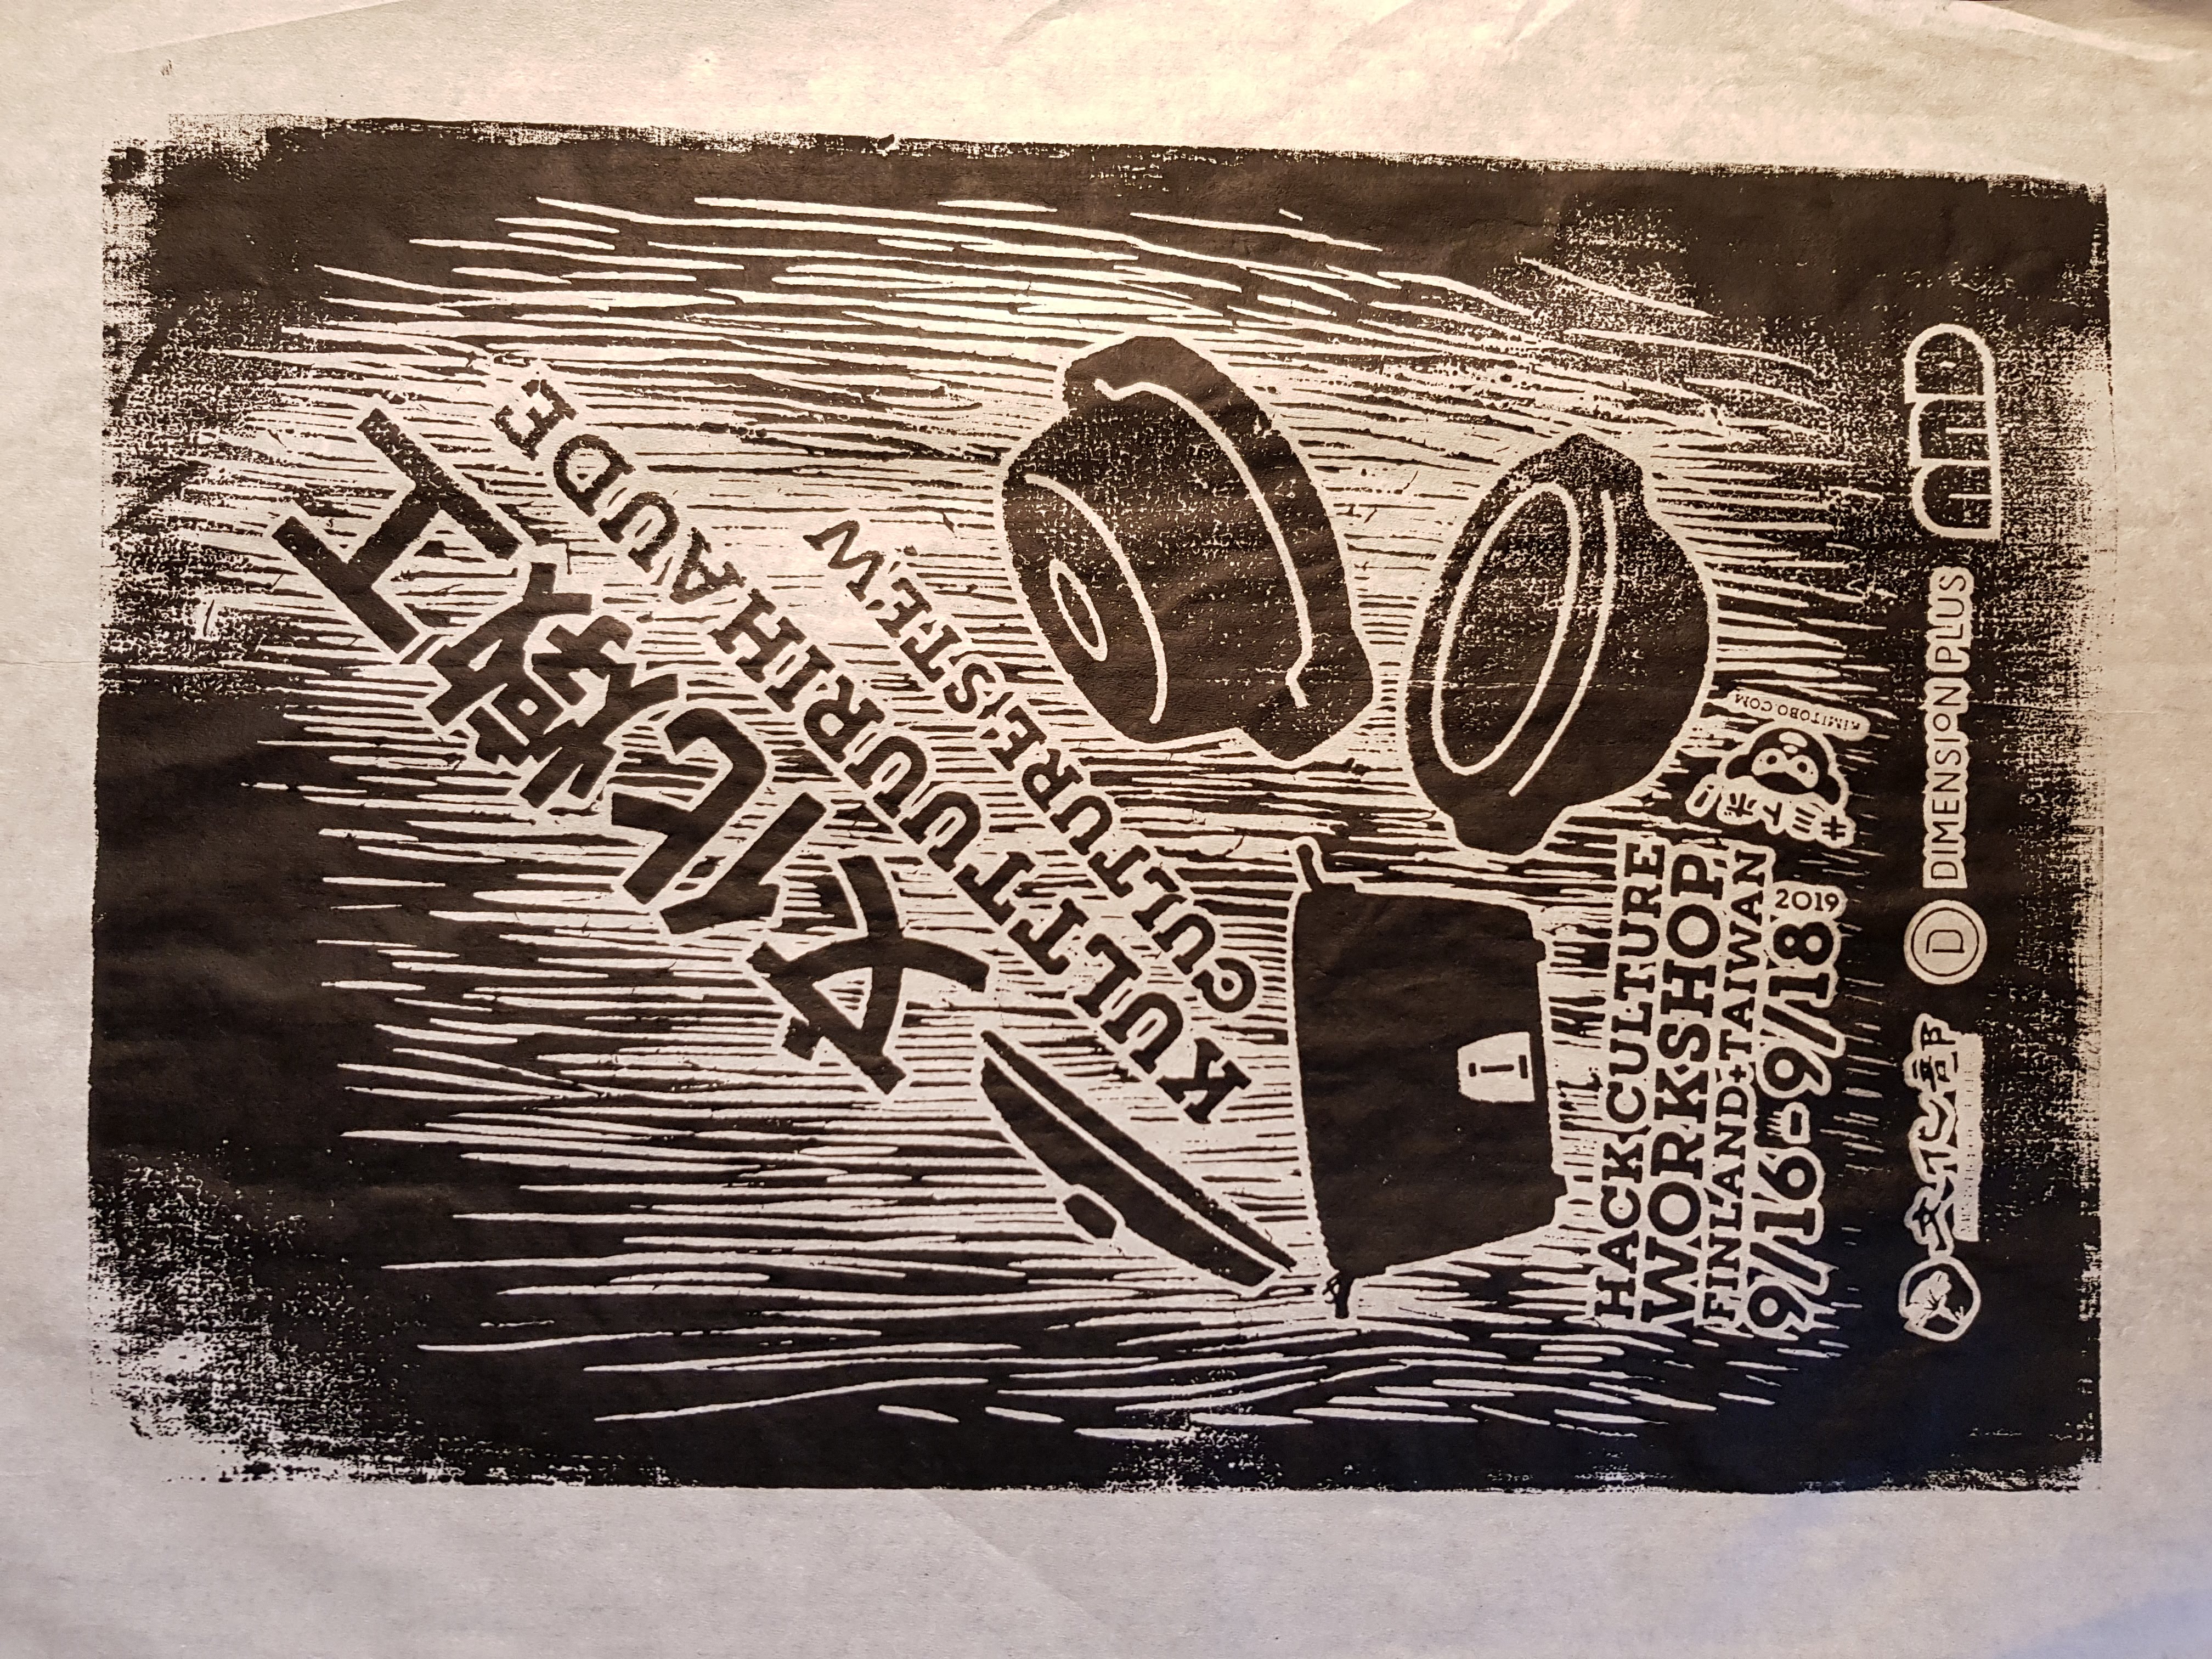 文化燉工
KULTTUURIHAUDE
CULTURE STEW
HACK CULTURE
WORKSHOP
FINLAND+TAIWAN
9/16-9/18 2019
キミトボ!
KIMITOBO.COM
文化部
D DIMENSION PLUS